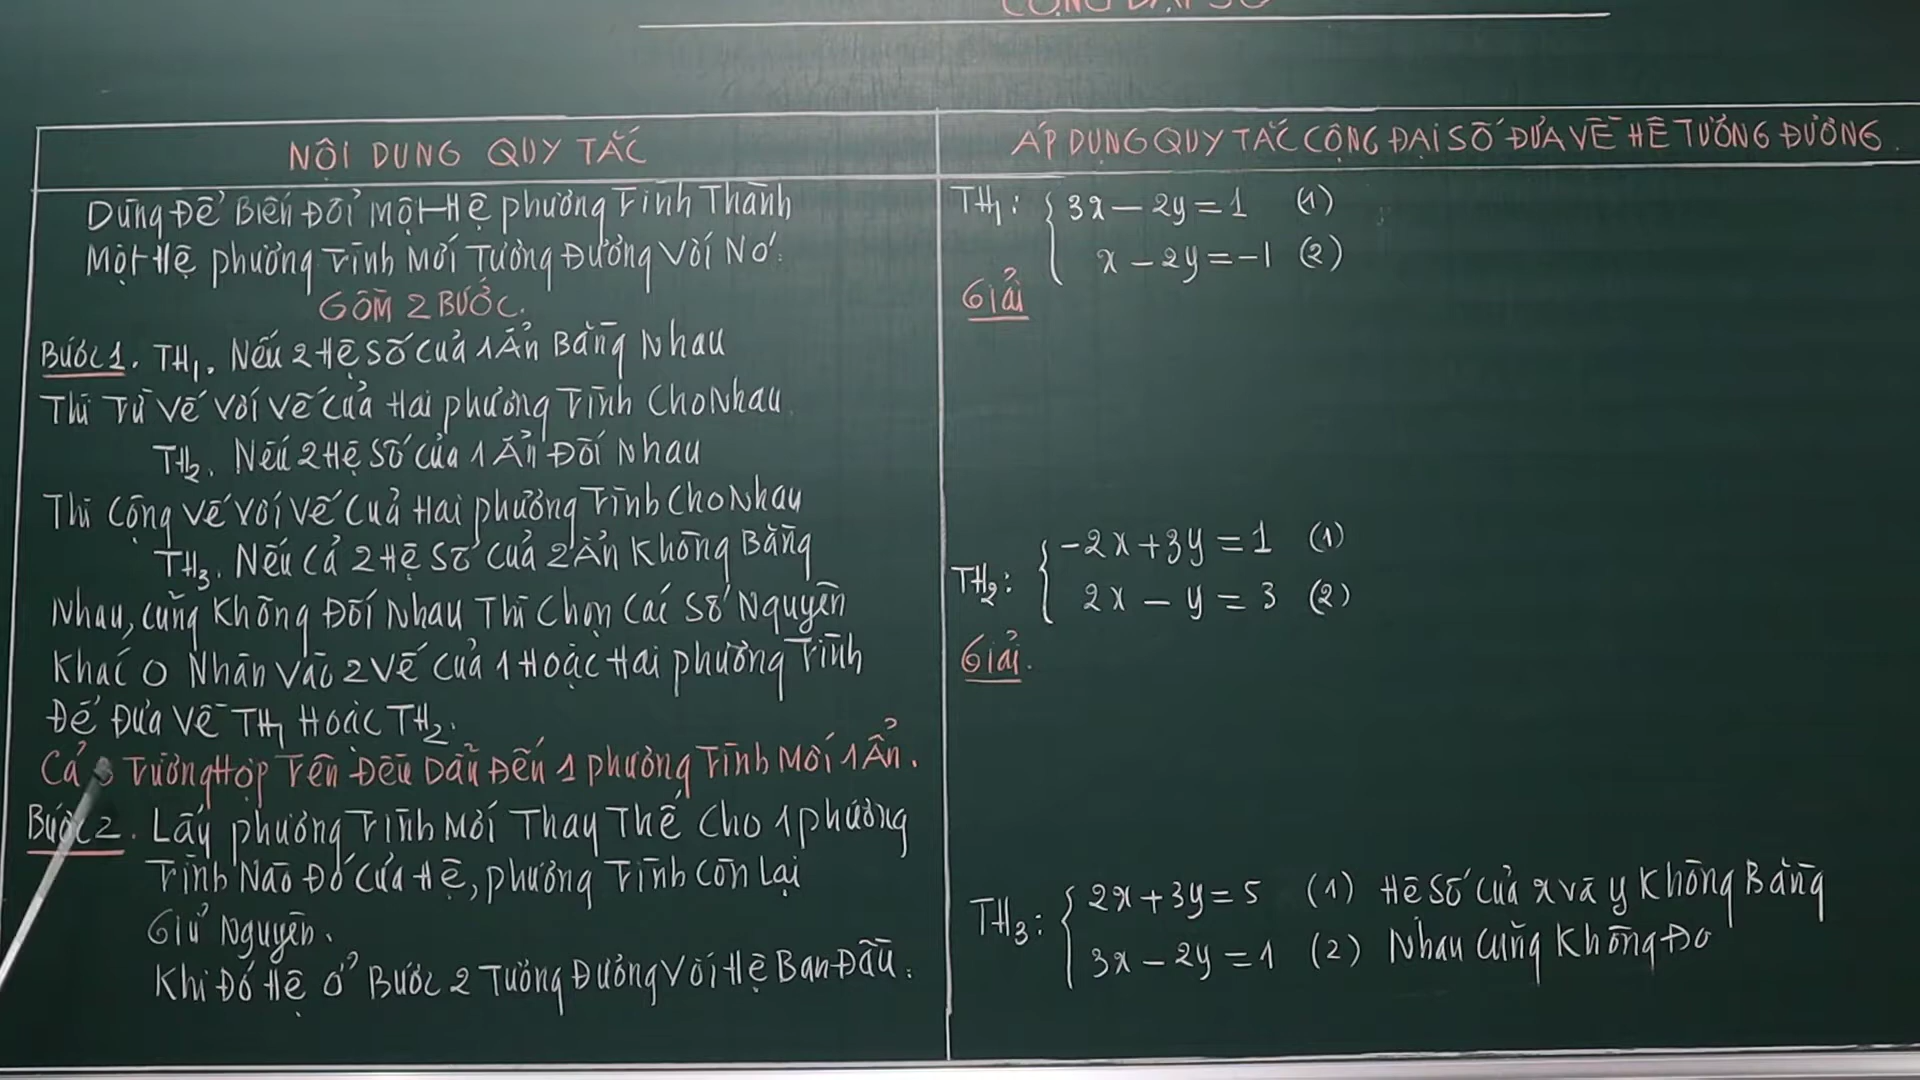 CỘNG ĐẠI SỐ
NỘI DUNG QUY TẮC
Dùng Để Biến Đổi Một Hệ phương Trình Thành
Một Hệ phương Trình Mới Tương Đương Với Nó.
GỒM 2 BƯỚC.
Bước 1. TH1. Nếu 2 Hệ Số Của 1 Ẩn Bằng Nhau
Thì Trừ Vế Với Vế Của Hai phương Trình Cho Nhau.
TH2. Nếu 2 Hệ Số Của 1 Ẩn Đối Nhau
Thì Cộng Vế Với Vế Của Hai phương Trình Cho Nhau
TH3. Nếu Cả 2 Hệ Số Của 2 Ẩn Không Bằng
Nhau, Cũng Không Đối Nhau Thì Chọn Các Số Nguyên
Khác 0 Nhân Vào 2 Vế Của 1 Hoặc Hai phương Trình
Để Đưa Về TH1 Hoặc TH2.
Cả Trường Hợp Trên Đều Dẫn Đến 1 phương Trình Mới 1 Ẩn.
Bước 2. Lấy phương Trình Mới Thay Thế Cho 1 phương
Trình Nào Đó Của Hệ, phương Trình Còn Lại
Giữ Nguyên.
Khi Đó Hệ Ở Bước 2 Tương Đương Với Hệ Ban Đầu.
ÁP DỤNG QUY TẮC CỘNG ĐẠI SỐ ĐƯA VỀ HỆ TƯƠNG ĐƯƠNG.
TH1: { 3x − 2y = 1 (1)
x − 2y = −1 (2)
Giải
TH2: { −2x + 3y = 1 (1)
2x − y = 3 (2)
Giải.
TH3: { 2x + 3y = 5 (1) Hệ Số Của x và y Không Bằng
3x − 2y = 1 (2) Nhau Cũng Không Đố